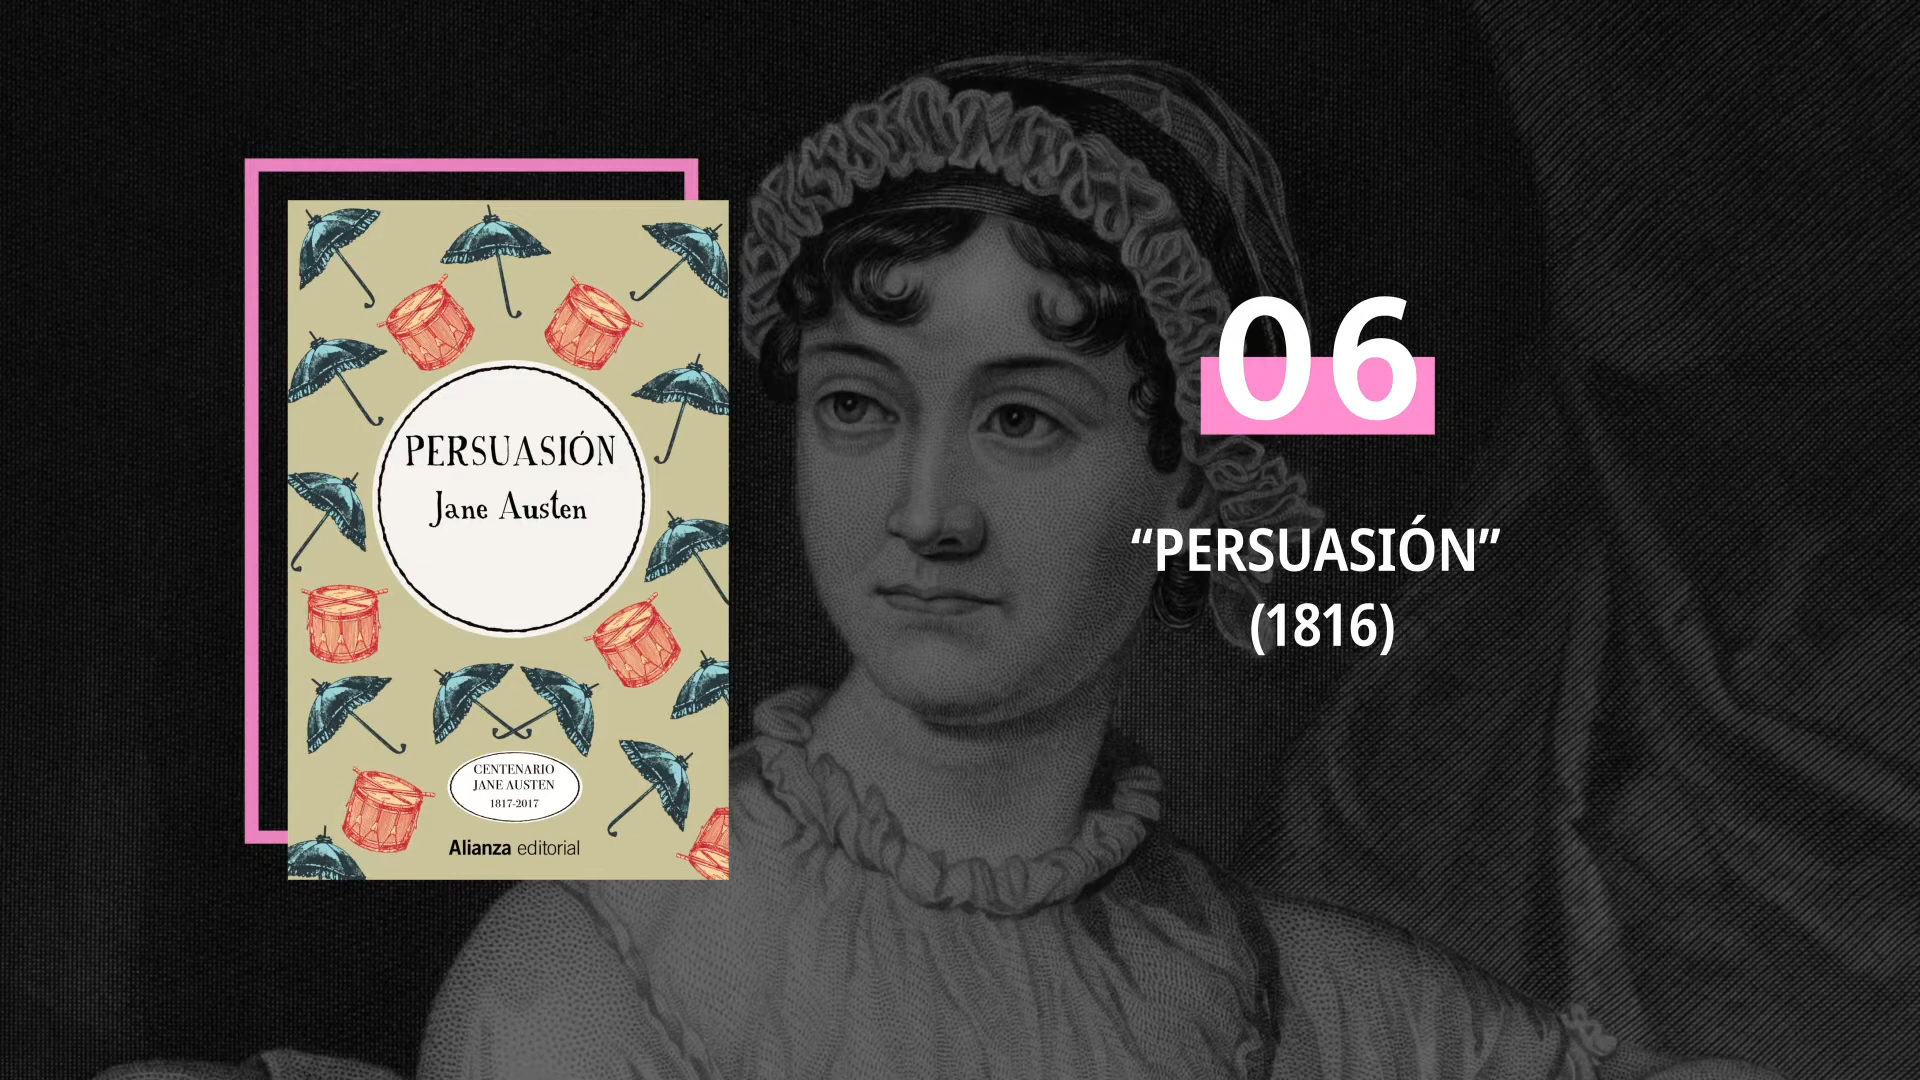 PERSUASIÓN
Jane Austen
CENTENARIO
JANE AUSTEN
1817-2017
Alianza editorial
06
“PERSUASIÓN”
(1816)